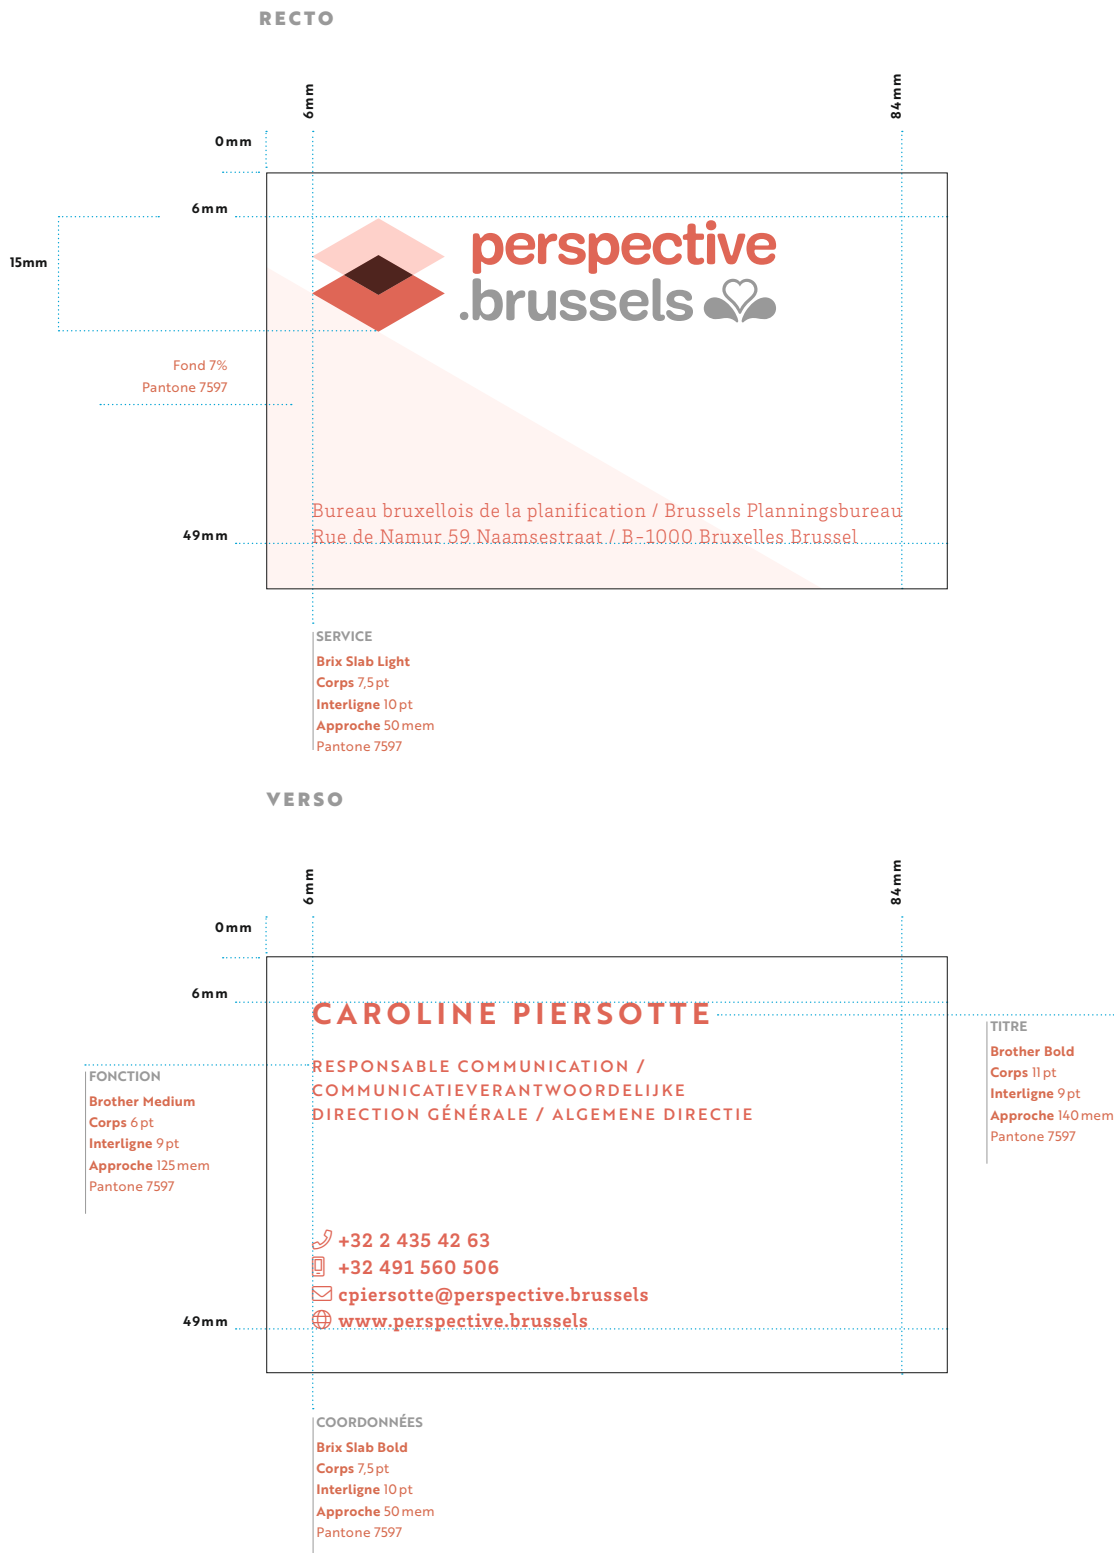 RECTO
6mm
84mm
0mm
6mm
15mm
perspective
.brussels
Fond 7%
Pantone 7597
Bureau bruxellois de la planification / Brussels Planningsbureau
49mm
Rue de Namur 59 Naamsestraat / B-1000 Bruxelles Brussel
SERVICE
Brix Slab Light
Corps 7,5 pt
Interligne 10 pt
Approche 50 mem
Pantone 7597
VERSO
6mm
84mm
0mm
6mm
CAROLINE PIERSOTTE
TITRE
Brother Bold
Corps 11 pt
Interligne 9 pt
Approche 140 mem
Pantone 7597
RESPONSABLE COMMUNICATION /
COMMUNICATIEVERANTWOORDELIJKE
DIRECTION GÉNÉRALE / ALGEMENE DIRECTIE
FONCTION
Brother Medium
Corps 6 pt
Interligne 9 pt
Approche 125 mem
Pantone 7597
+32 2 435 42 63
+32 491 560 506
cpiersotte@perspective.brussels
www.perspective.brussels
49mm
COORDONNÉES
Brix Slab Bold
Corps 7,5 pt
Interligne 10 pt
Approche 50 mem
Pantone 7597